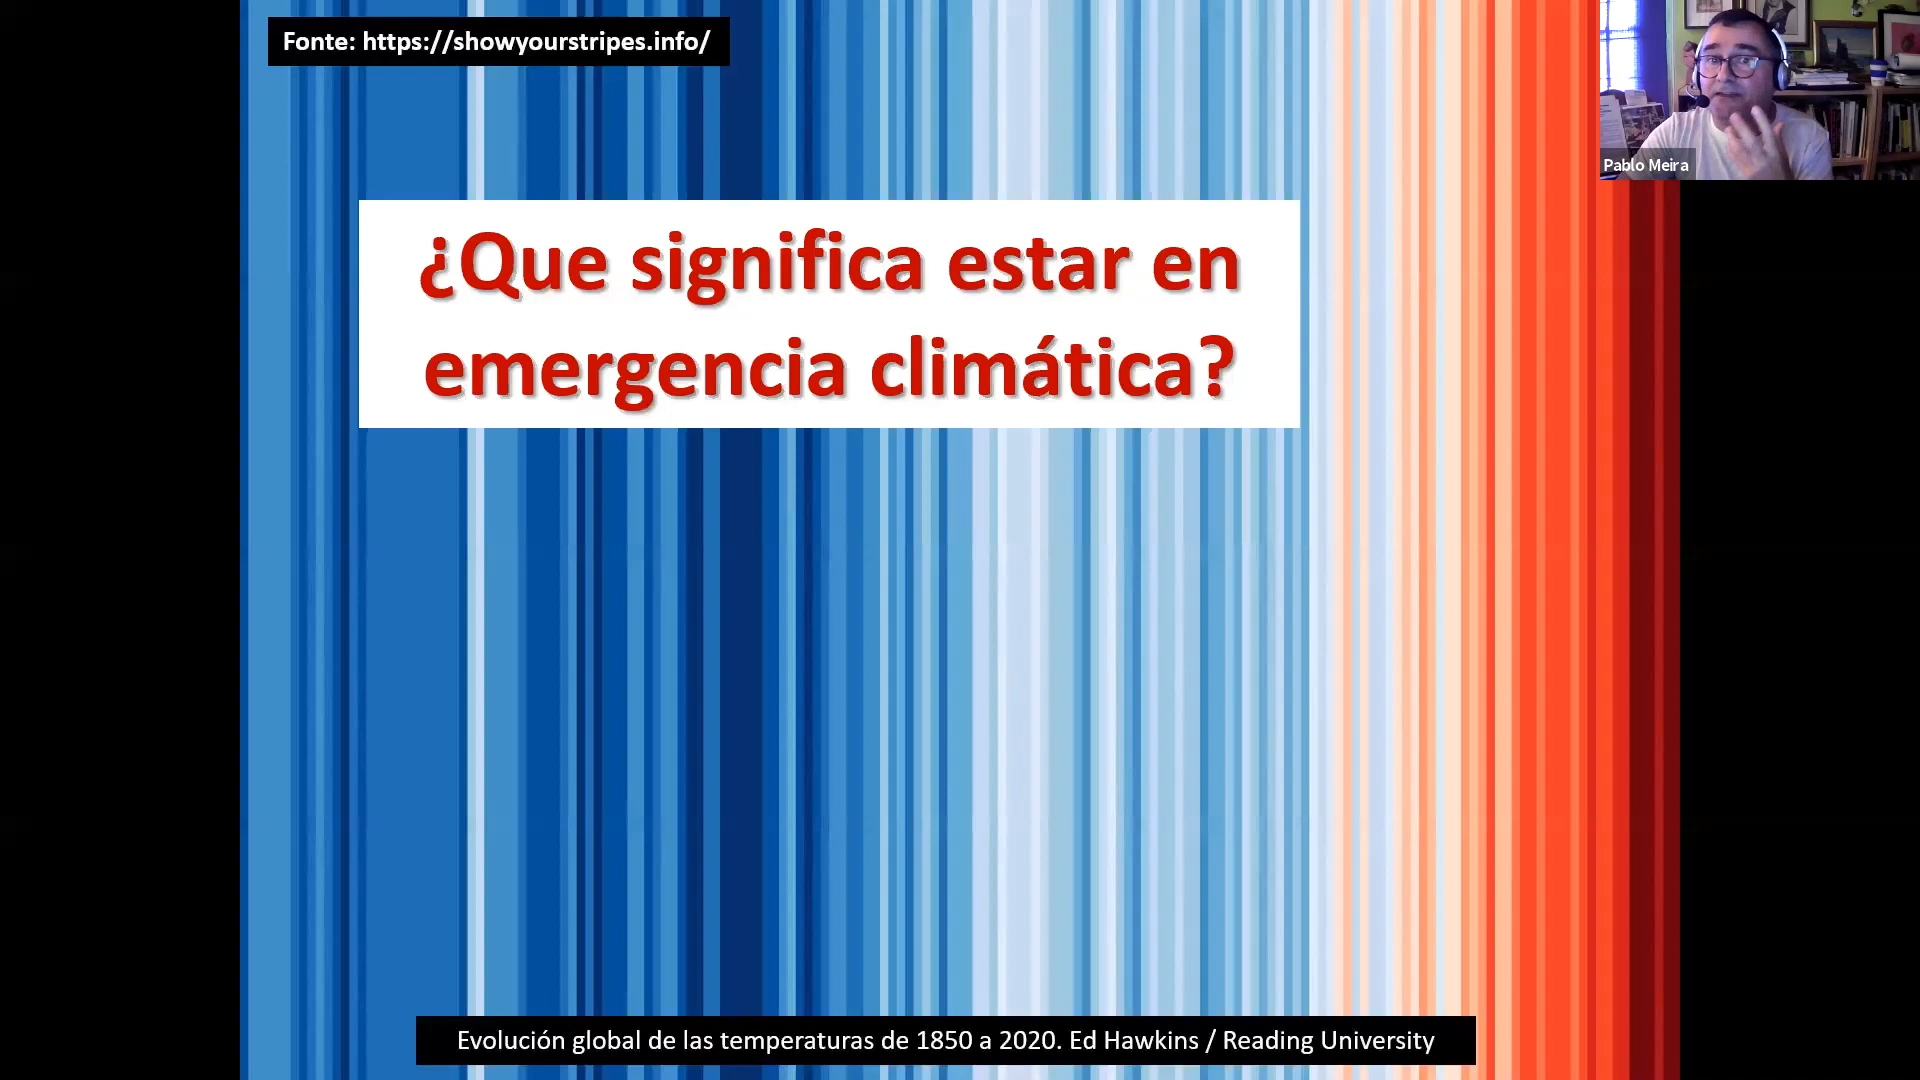 Fonte: https://showyourstripes.info/
Pablo Meira
¿Que significa estar en
emergencia climática?
Evolución global de las temperaturas de 1850 a 2020. Ed Hawkins / Reading University